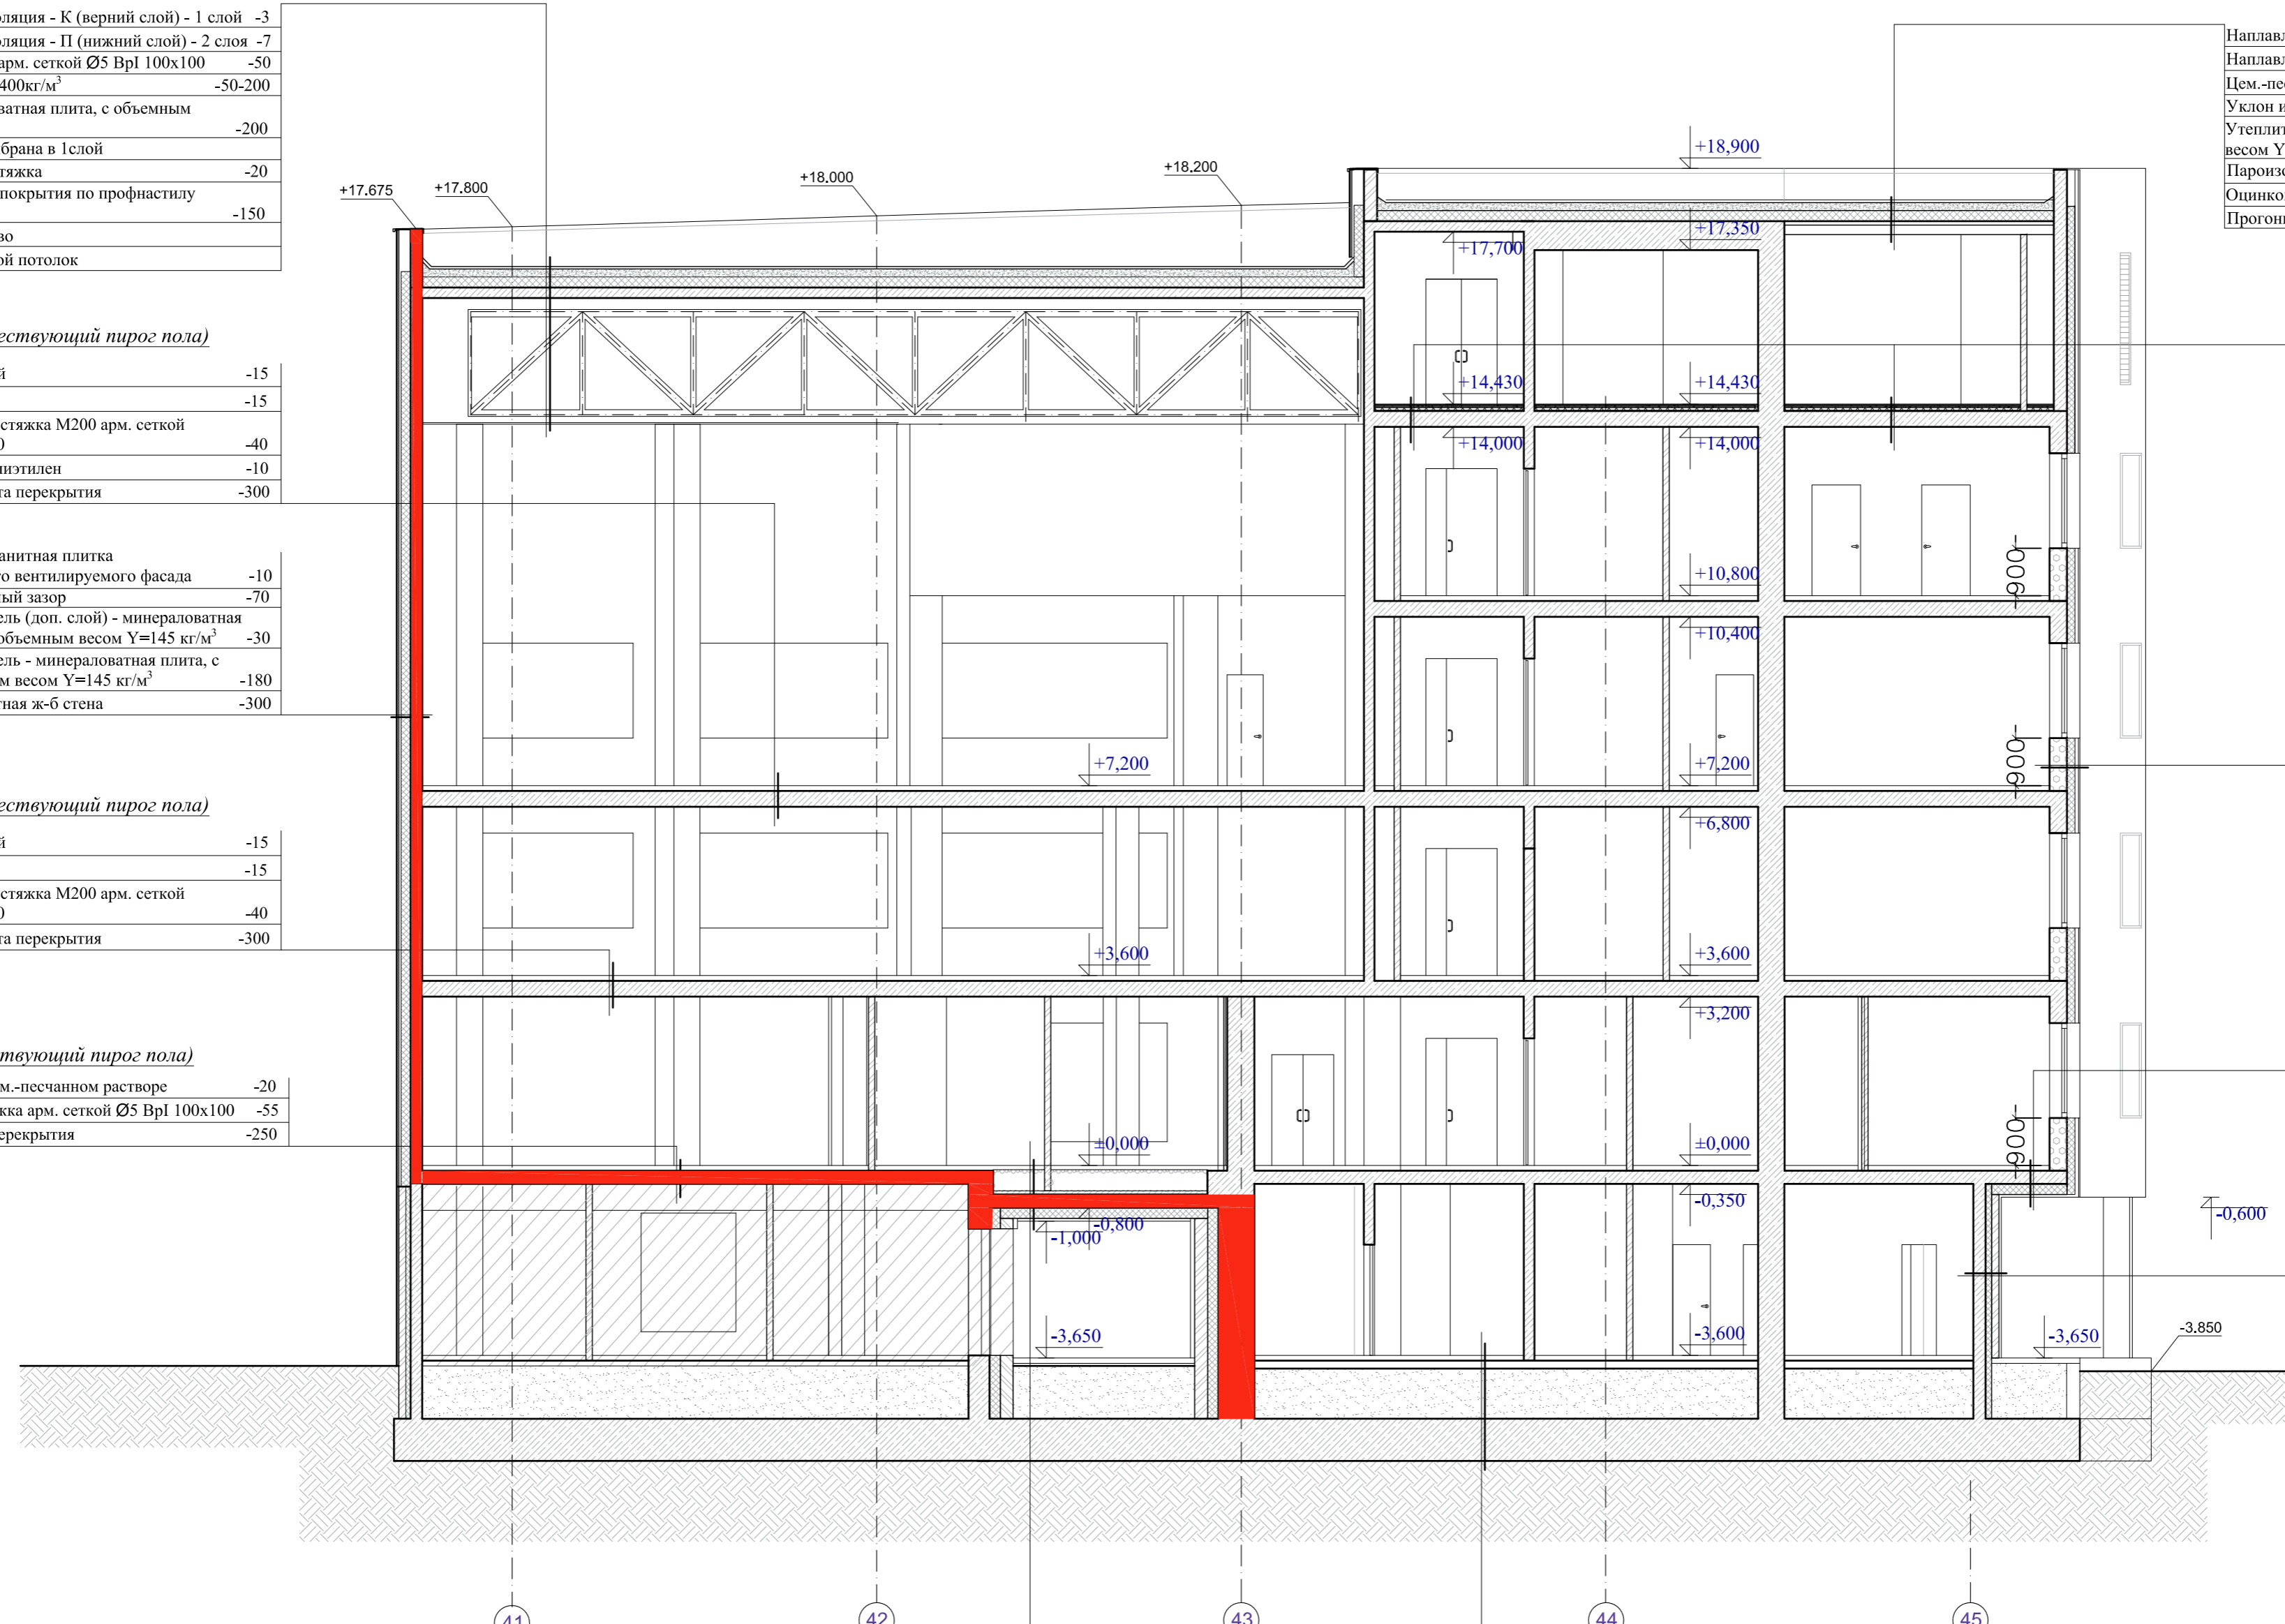 оляция - К (верний слой) - 1 слой -3
оляция - П (нижний слой) - 2 слоя -7
арм. сеткой Ø5 ВрI 100х100 -50
400кг/м³ -50-200
ватная плита, с объемным
-200
брана в 1слой
тяжка -20
покрытия по профнастилу
-150
во
ой потолок
ествующий пирог пола)
й -15
-15
стяжка М200 арм. сеткой
0 -40
лиэтилен -10
та перекрытия -300
анитная плитка
го вентилируемого фасада -10
ный зазор -70
ель (доп. слой) - минераловатная
объемным весом Y=145 кг/м³ -30
ель - минераловатная плита, с
м весом Y=145 кг/м³ -180
тная ж-б стена -300
ествующий пирог пола)
й -15
-15
стяжка М200 арм. сеткой
0 -40
та перекрытия -300
ствующий пирог пола)
м.-песчанном растворе -20
жка арм. сеткой Ø5 ВрI 100х100 -55
ерекрытия -250
Наплавл
Наплавл
Цем.-пес
Уклон и
Утеплит
весом Y
Пароизо
Оцинков
Прогоны
+17.675
+17.800
+18.000
+18.200
+18,900
+17,700
+17,350
+14,430
+14,430
+14,000
+14,000
+10,800
900
+10,400
+7,200
+7,200
900
+6,800
+3,600
+3,600
+3,200
±0,000
±0,000
900
-0,350
-0,600
-0,800
-1,000
-3,650
-3,600
-3,650
-3.850
41
42
43
44
45